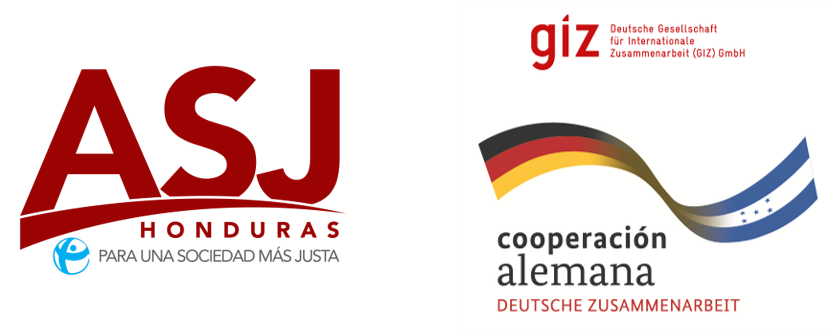 ASJ
HONDURAS
PARA UNA SOCIEDAD MÁS JUSTA
giz
Deutsche Gesellschaft
für Internationale
Zusammenarbeit (GIZ) GmbH
cooperación
alemana
DEUTSCHE ZUSAMMENARBEIT